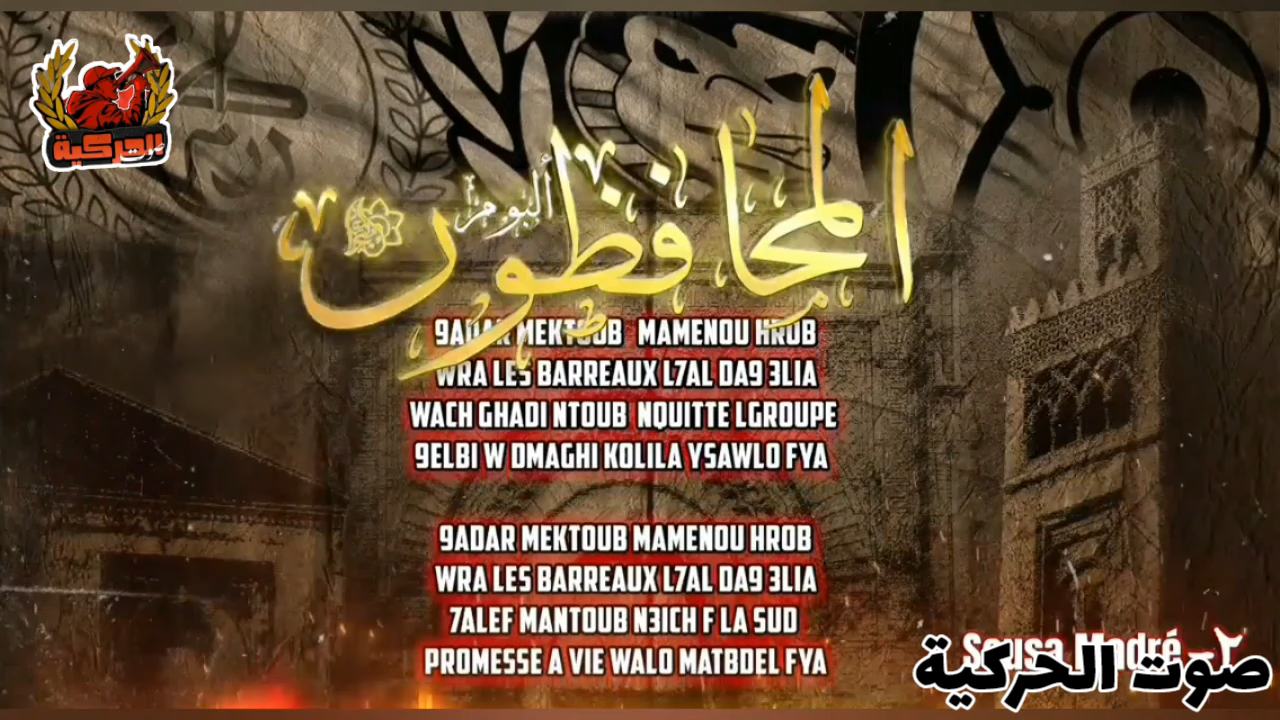 صوت
الحركية
المحافظون
ألبوم
9ADAR MEKTOUB MAMENOU HROB
WRA LES BARREAUX L7AL DA9 3LIA
WACH GHADI NTOUB NQUITTE LGROUPE
9ELBI W DMAGHI KOLILA YSAWLO FYA
9ADAR MEKTOUB MAMENOU HROB
WRA LES BARREAUX L7AL DA9 3LIA
7ALEF MANTOUB N3ICH F LA SUD
PROMESSE A VIE WALO MATBDEL FYA
Scusa Madré -
صوت الحركية